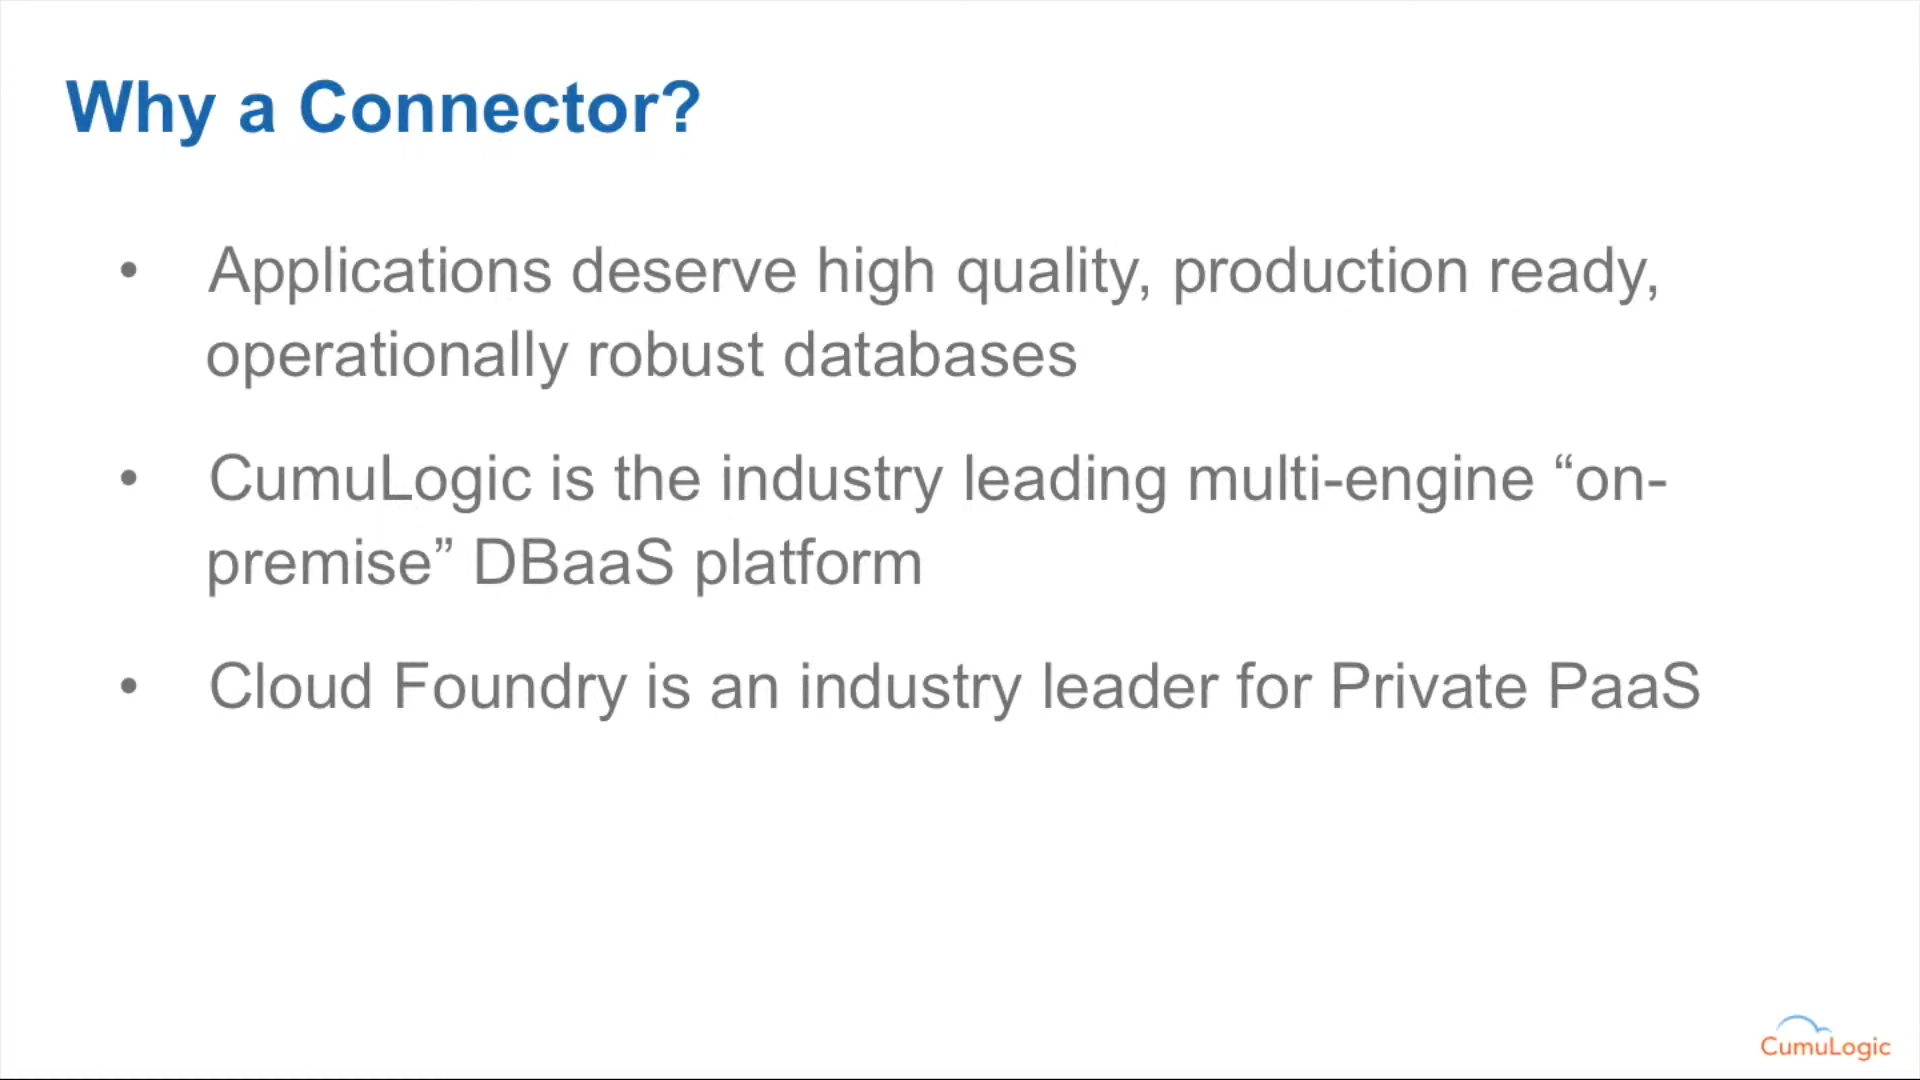 Why a Connector?
• Applications deserve high quality, production ready,
operationally robust databases
• CumuLogic is the industry leading multi-engine “on-
premise” DBaaS platform
• Cloud Foundry is an industry leader for Private PaaS
CumuLogic